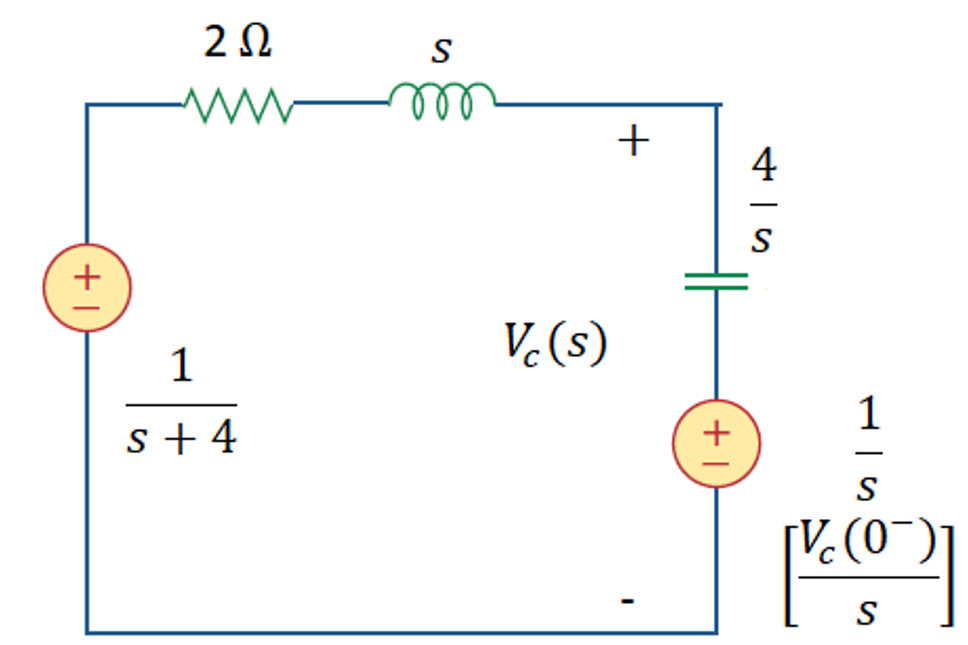 2 Ω
s
+
4
s
+
−
V_c(s)
1
s + 4
+
−
1
s
[V_c(0⁻)
s]
-